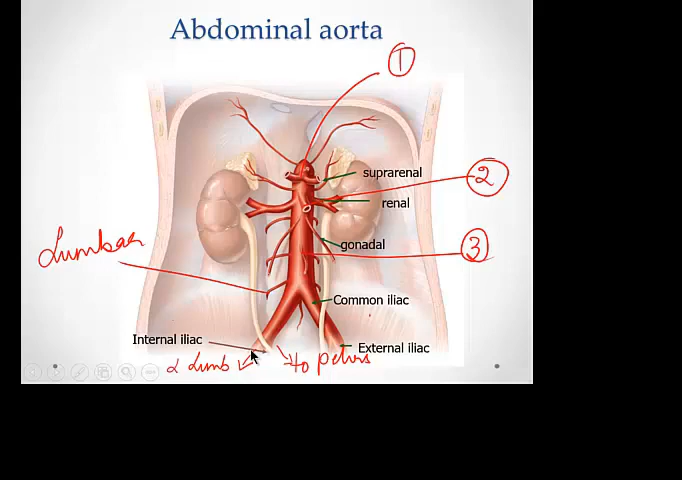 Abdominal aorta
1
suprarenal
2
renal
Lumbar
gonadal
3
Common iliac
Internal iliac
External iliac
L Limb
to pelvis